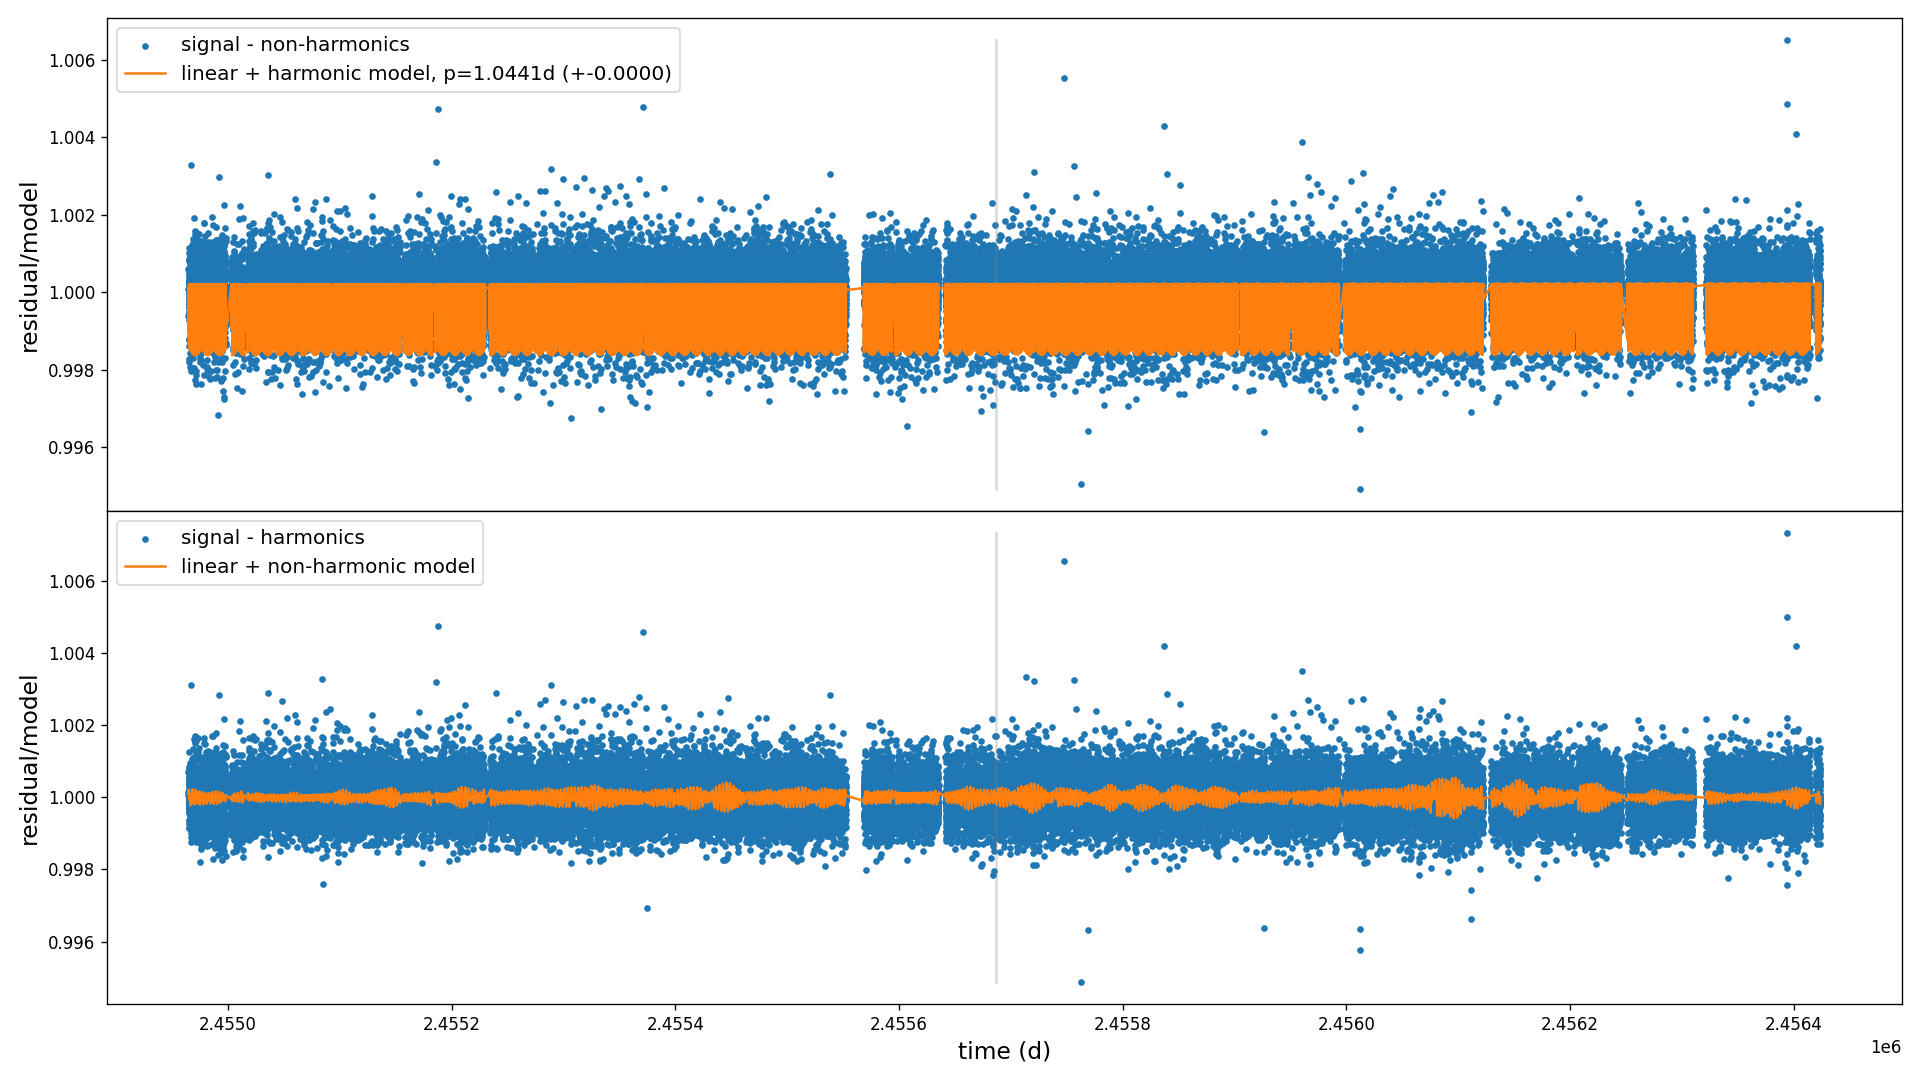 signal - non-harmonics
linear + harmonic model, p=1.0441d (+-0.0000)
1.006
1.004
1.002
1.000
0.998
0.996
residual/model
signal - harmonics
linear + non-harmonic model
1.006
1.004
1.002
1.000
0.998
0.996
residual/model
2.4550 2.4552 2.4554 2.4556 2.4558 2.4560 2.4562 2.4564
time (d)
1e6